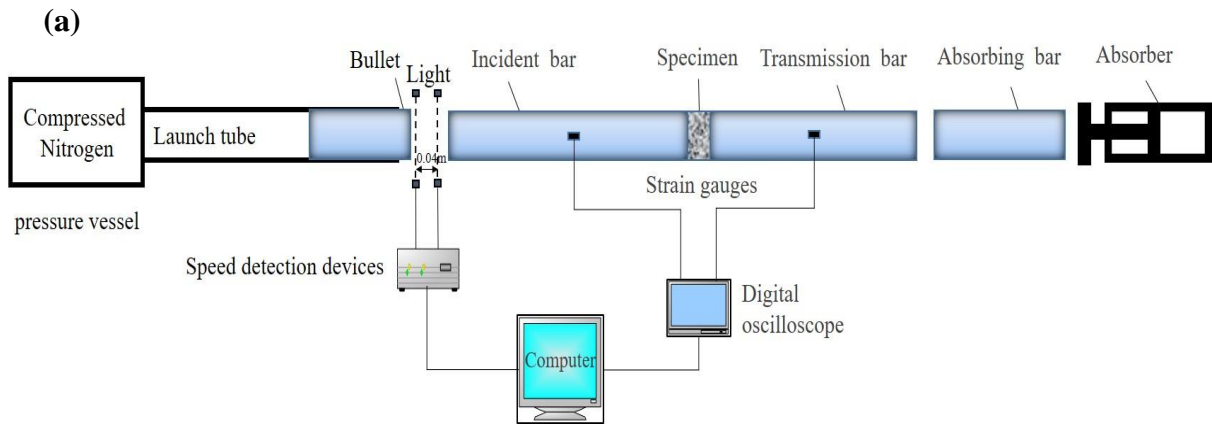 (a)
Bullet
Light
Incident bar
Specimen
Transmission bar
Absorbing bar
Absorber
Compressed
Nitrogen
Launch tube
0.04m
Strain gauges
pressure vessel
Speed detection devices
Digital
oscilloscope
Computer